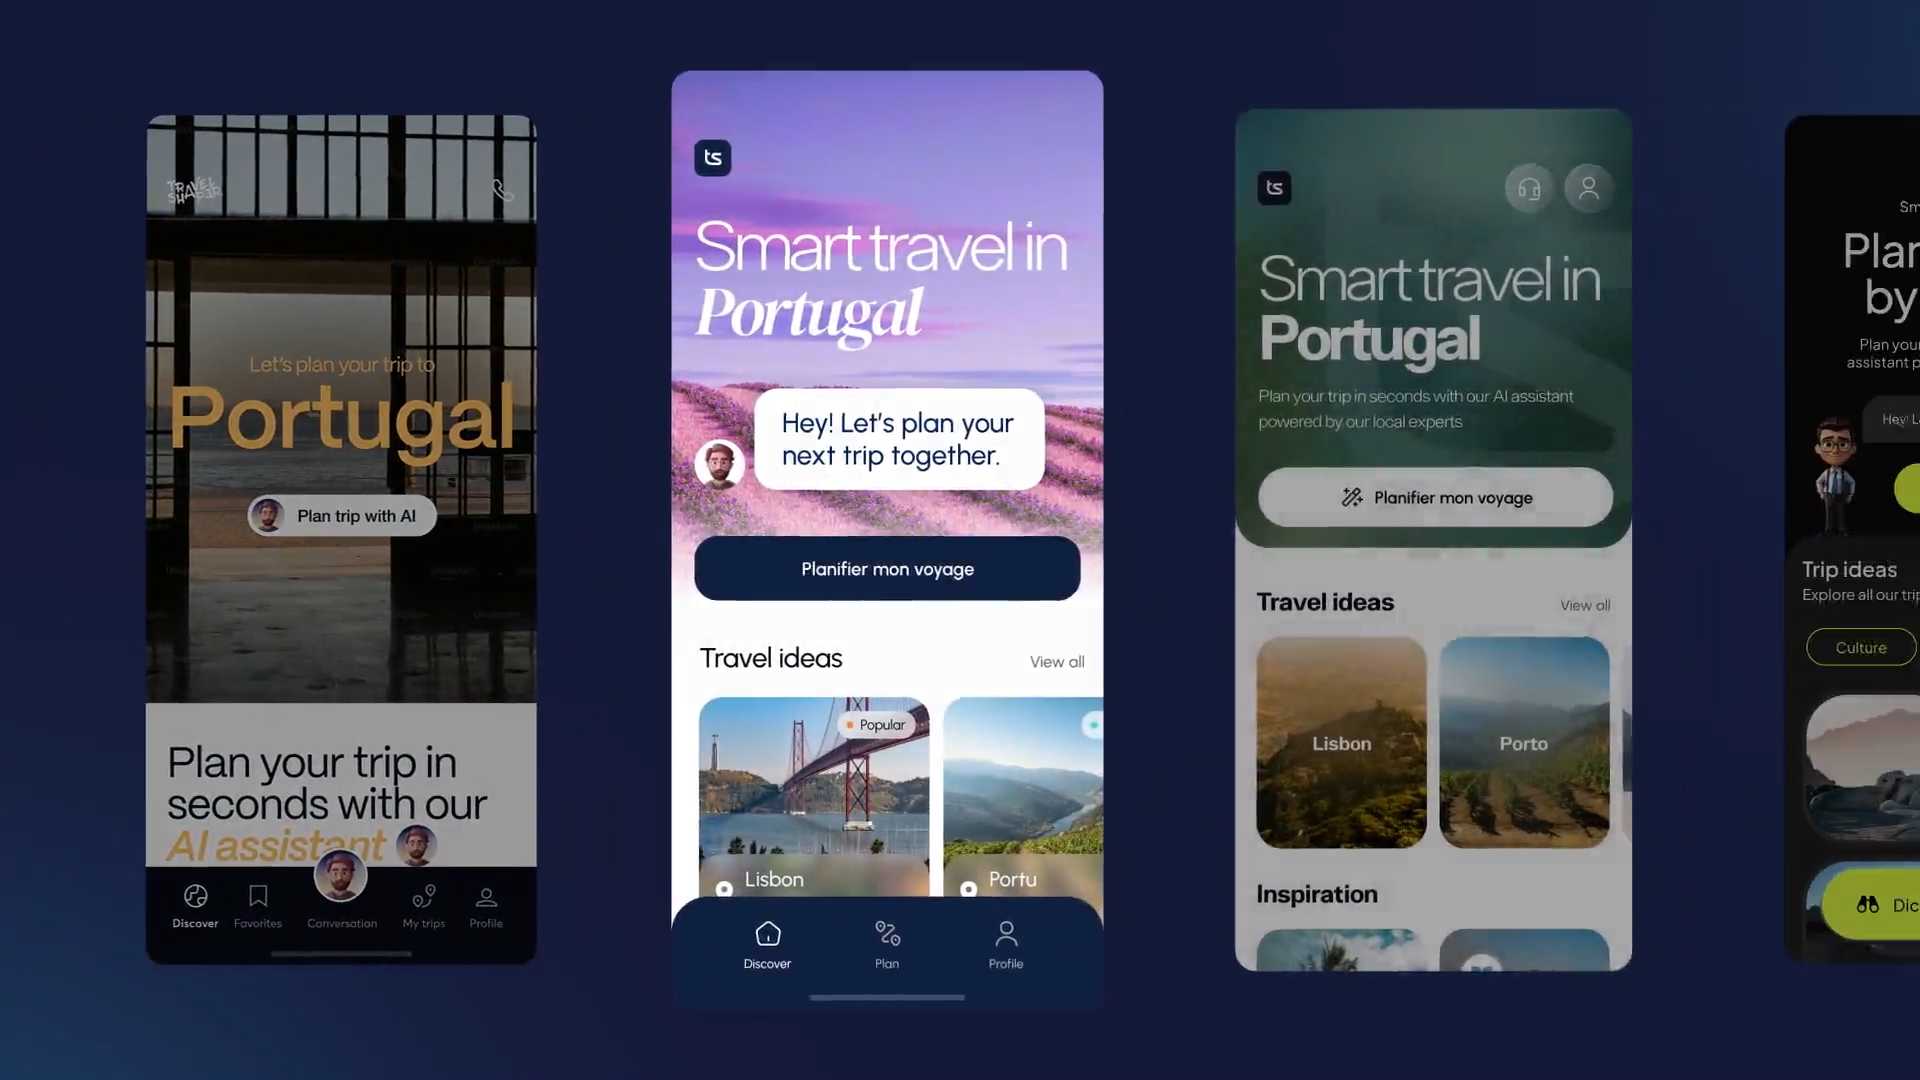 TRAVEL
SHAPER
Let's plan your trip to
Portugal
Plan trip with AI
Plan your trip in
seconds with our
AI assistant
Discover
Favorites
Conversation
My trips
Profile
ts
Smart travel in
Portugal
Hey! Let's plan your
next trip together.
Planifier mon voyage
Travel ideas
View all
Popular
Lisbon
Portu
Discover
Plan
Profile
ts
Smart travel in
Portugal
Plan your trip in seconds with our AI assistant
powered by our local experts
Planifier mon voyage
Travel ideas
View all
Lisbon
Porto
Inspiration
Sm
Plan
by
Plan your
assistant p
Hey! L
Trip ideas
Explore all our trip
Culture
Dic